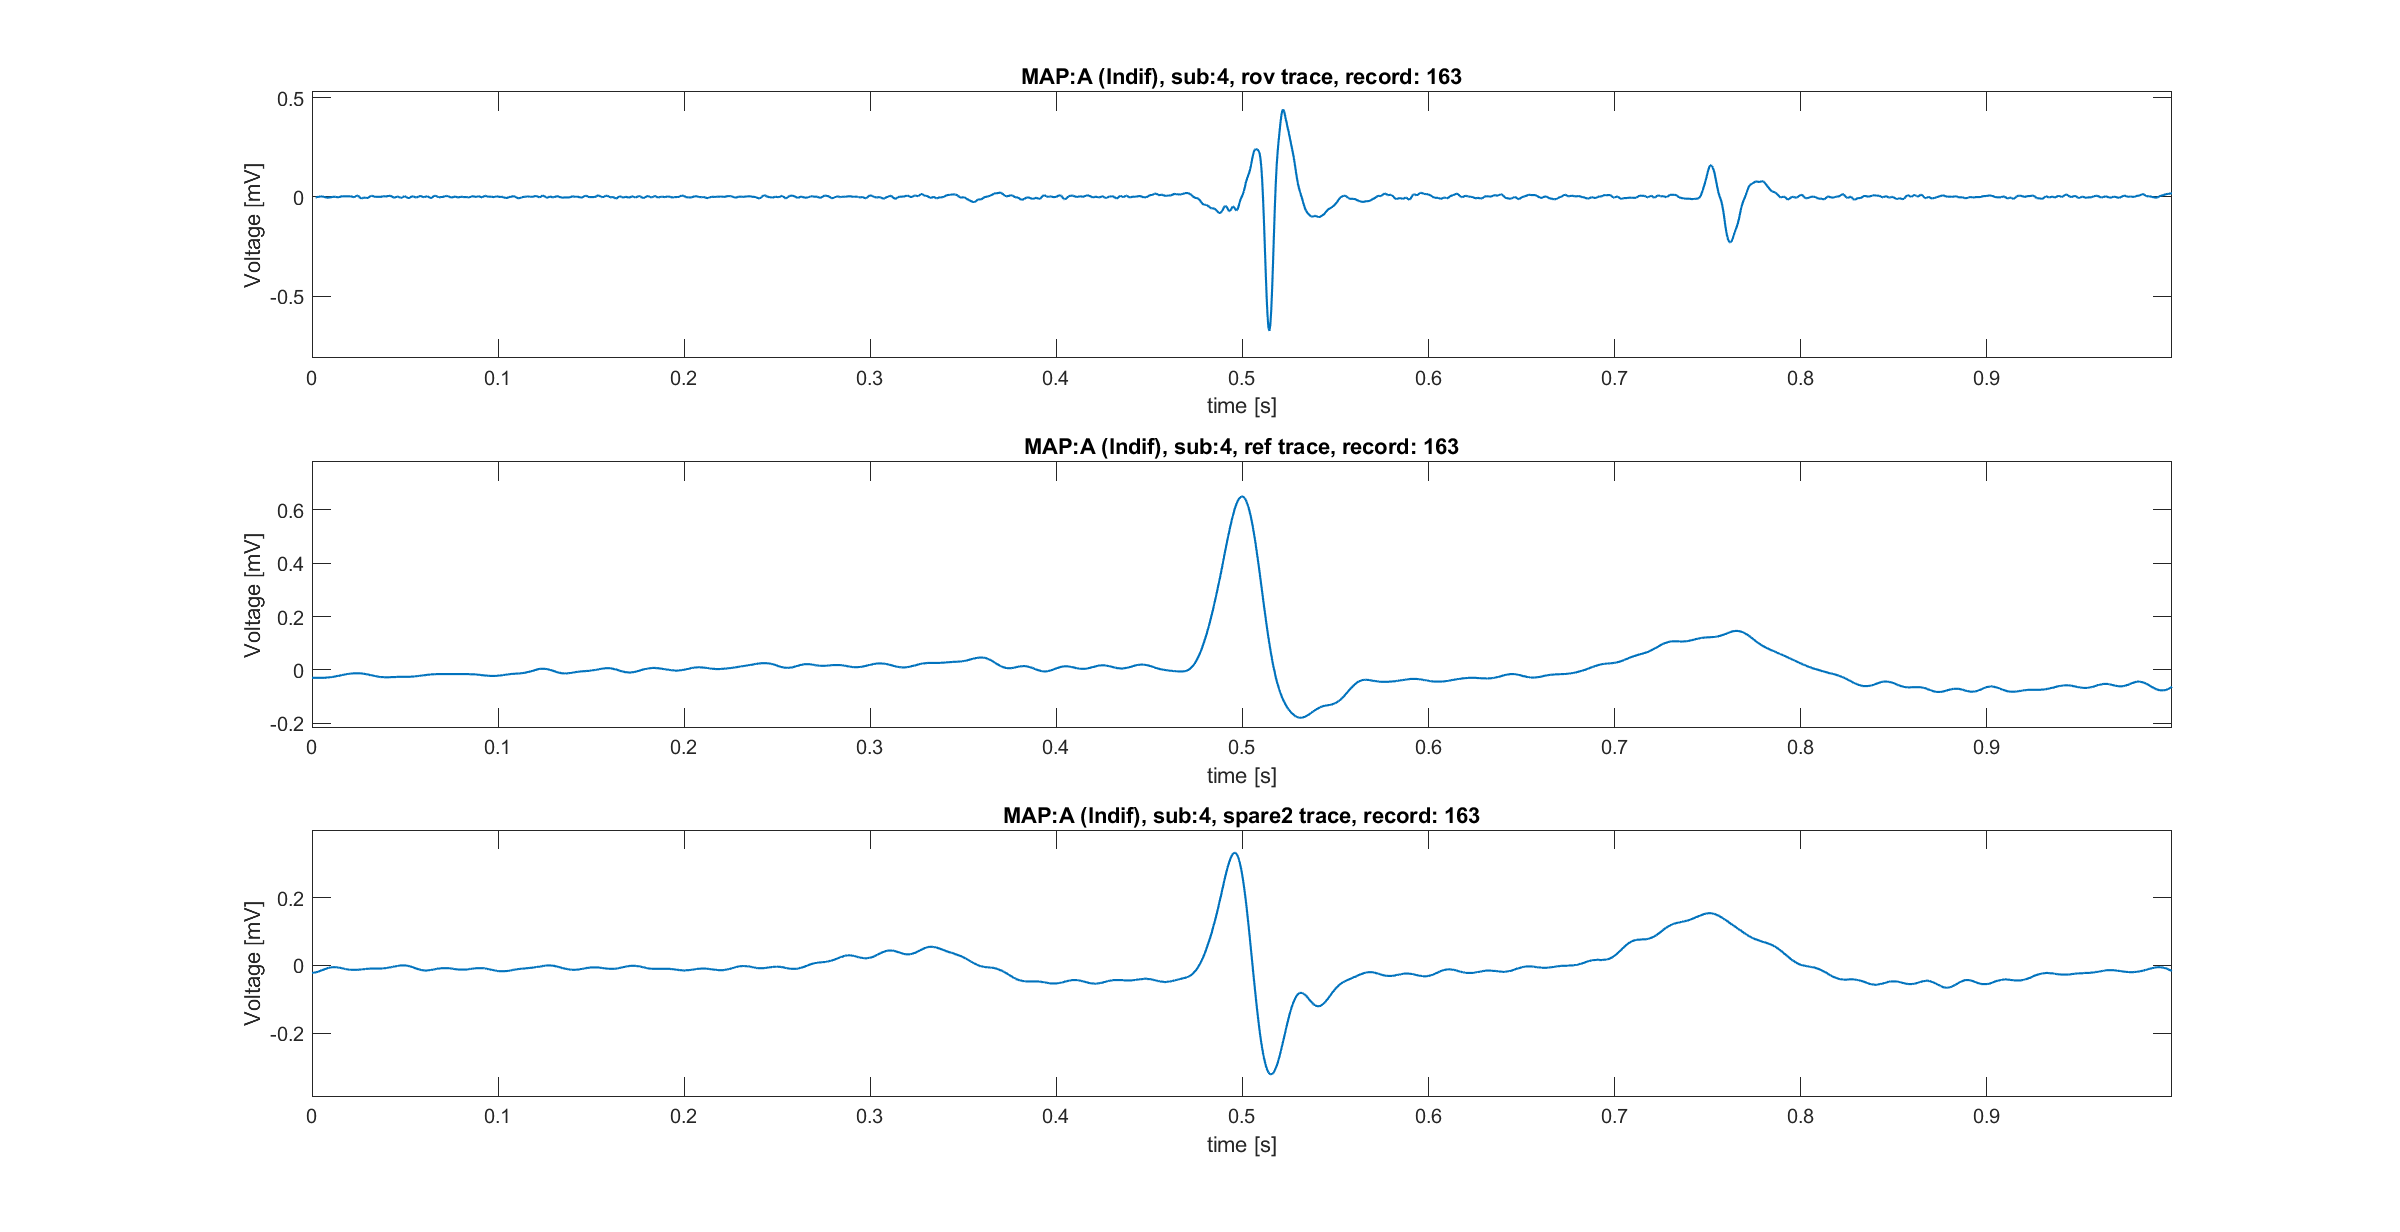 MAP:A (Indif), sub:4, rov trace, record: 163
Voltage [mV]
0.5
0
-0.5
0 0.1 0.2 0.3 0.4 0.5 0.6 0.7 0.8 0.9
time [s]
MAP:A (Indif), sub:4, ref trace, record: 163
Voltage [mV]
0.6
0.4
0.2
0
-0.2
0 0.1 0.2 0.3 0.4 0.5 0.6 0.7 0.8 0.9
time [s]
MAP:A (Indif), sub:4, spare2 trace, record: 163
Voltage [mV]
0.2
0
-0.2
0 0.1 0.2 0.3 0.4 0.5 0.6 0.7 0.8 0.9
time [s]